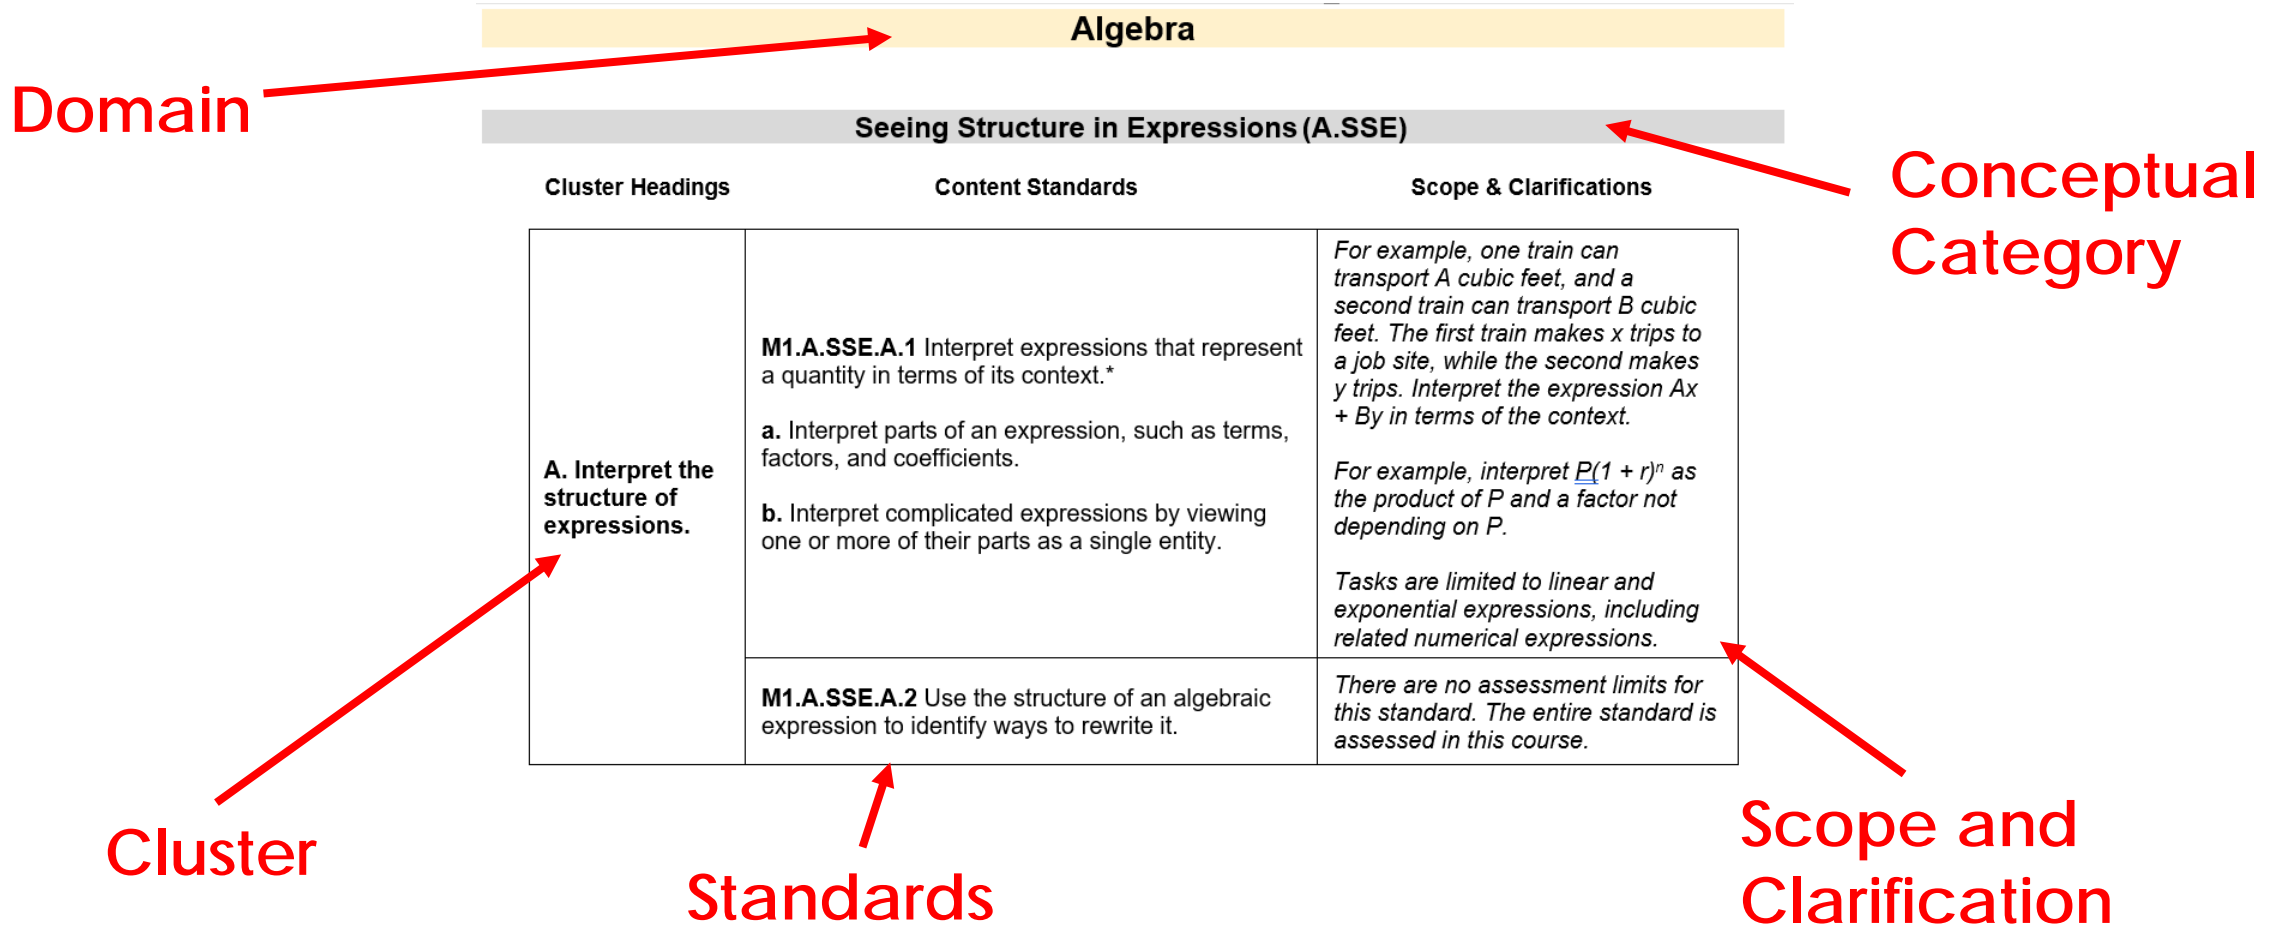 Algebra
Domain
Seeing Structure in Expressions (A.SSE)
Conceptual
Category
Cluster Headings
Content Standards
Scope & Clarifications
A. Interpret the
structure of
expressions.
M1.A.SSE.A.1 Interpret expressions that represent
a quantity in terms of its context.*
a. Interpret parts of an expression, such as terms,
factors, and coefficients.
b. Interpret complicated expressions by viewing
one or more of their parts as a single entity.
For example, one train can
transport A cubic feet, and a
second train can transport B cubic
feet. The first train makes x trips to
a job site, while the second makes
y trips. Interpret the expression Ax
+ By in terms of the context.
For example, interpret P(1 + r)ⁿ as
the product of P and a factor not
depending on P.
Tasks are limited to linear and
exponential expressions, including
related numerical expressions.
M1.A.SSE.A.2 Use the structure of an algebraic
expression to identify ways to rewrite it.
There are no assessment limits for
this standard. The entire standard is
assessed in this course.
Cluster
Standards
Scope and
Clarification